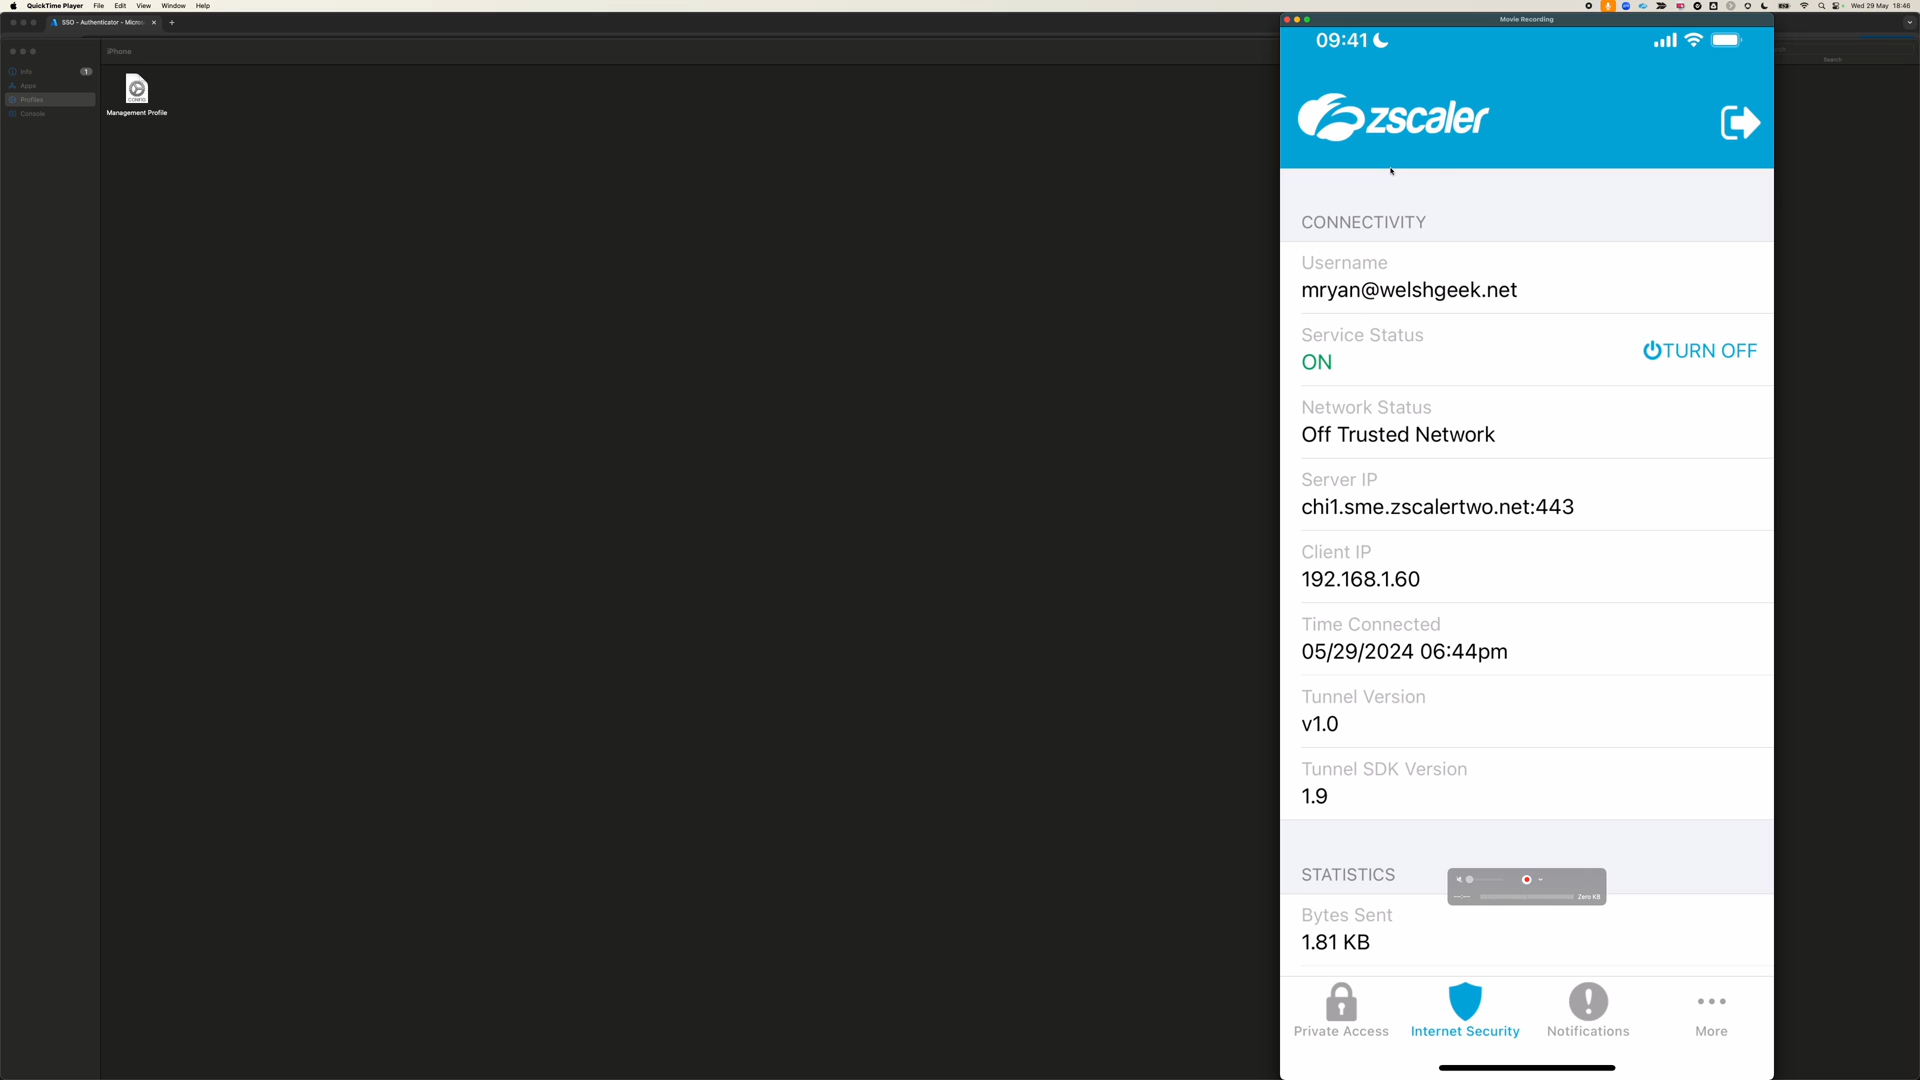 QuickTime Player File Edit View Window Help
Wed 29 May 18:46
SSO - Authenticator - Micros
iPhone
Info 1
Apps
Profiles
Console
CONFIG
Management Profile
Search
Movie Recording
09:41
zscaler
CONNECTIVITY
Username
mryan@welshgeek.net
Service Status
ON
TURN OFF
Network Status
Off Trusted Network
Server IP
chi1.sme.zscalertwo.net:443
Client IP
192.168.1.60
Time Connected
05/29/2024 06:44pm
Tunnel Version
v1.0
Tunnel SDK Version
1.9
STATISTICS
--:--
Zero KB
Bytes Sent
1.81 KB
Private Access
Internet Security
Notifications
More